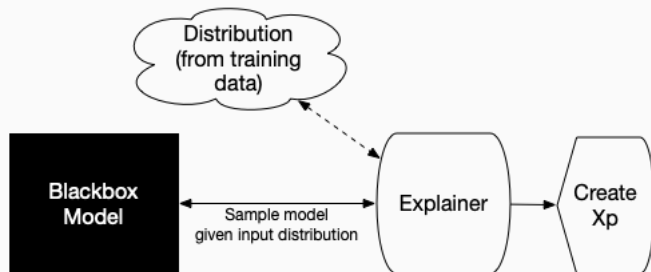 Distribution
(from training
data)
Blackbox
Model
Sample model
given input distribution
Explainer
Create
Xp